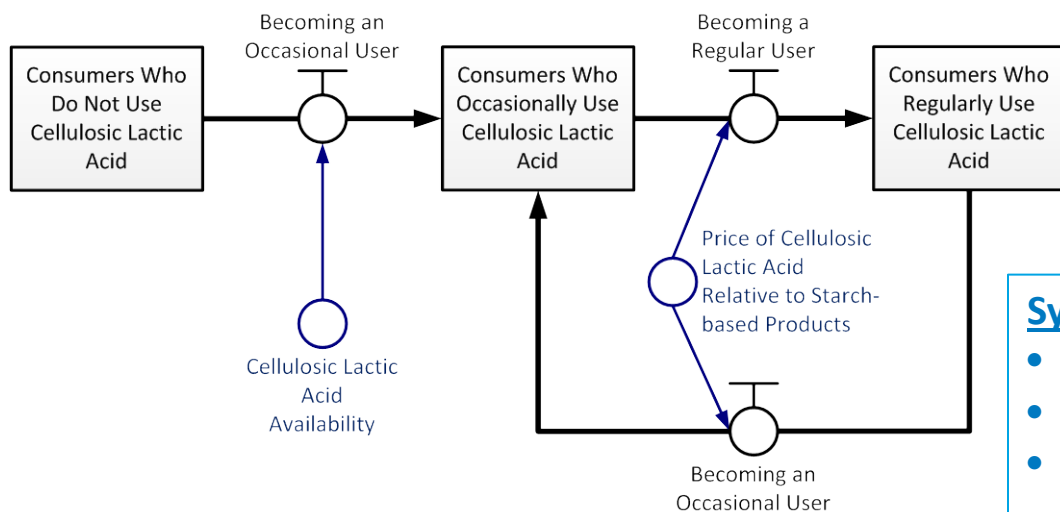 Becoming an
Occasional User
Becoming a
Regular User
Consumers Who
Do Not Use
Cellulosic Lactic
Acid
Consumers Who
Occasionally Use
Cellulosic Lactic
Acid
Consumers Who
Regularly Use
Cellulosic Lactic
Acid
Price of Cellulosic
Lactic Acid
Relative to Starch-
based Products
Cellulosic Lactic
Acid
Availability
Becoming an
Occasional User
Sy